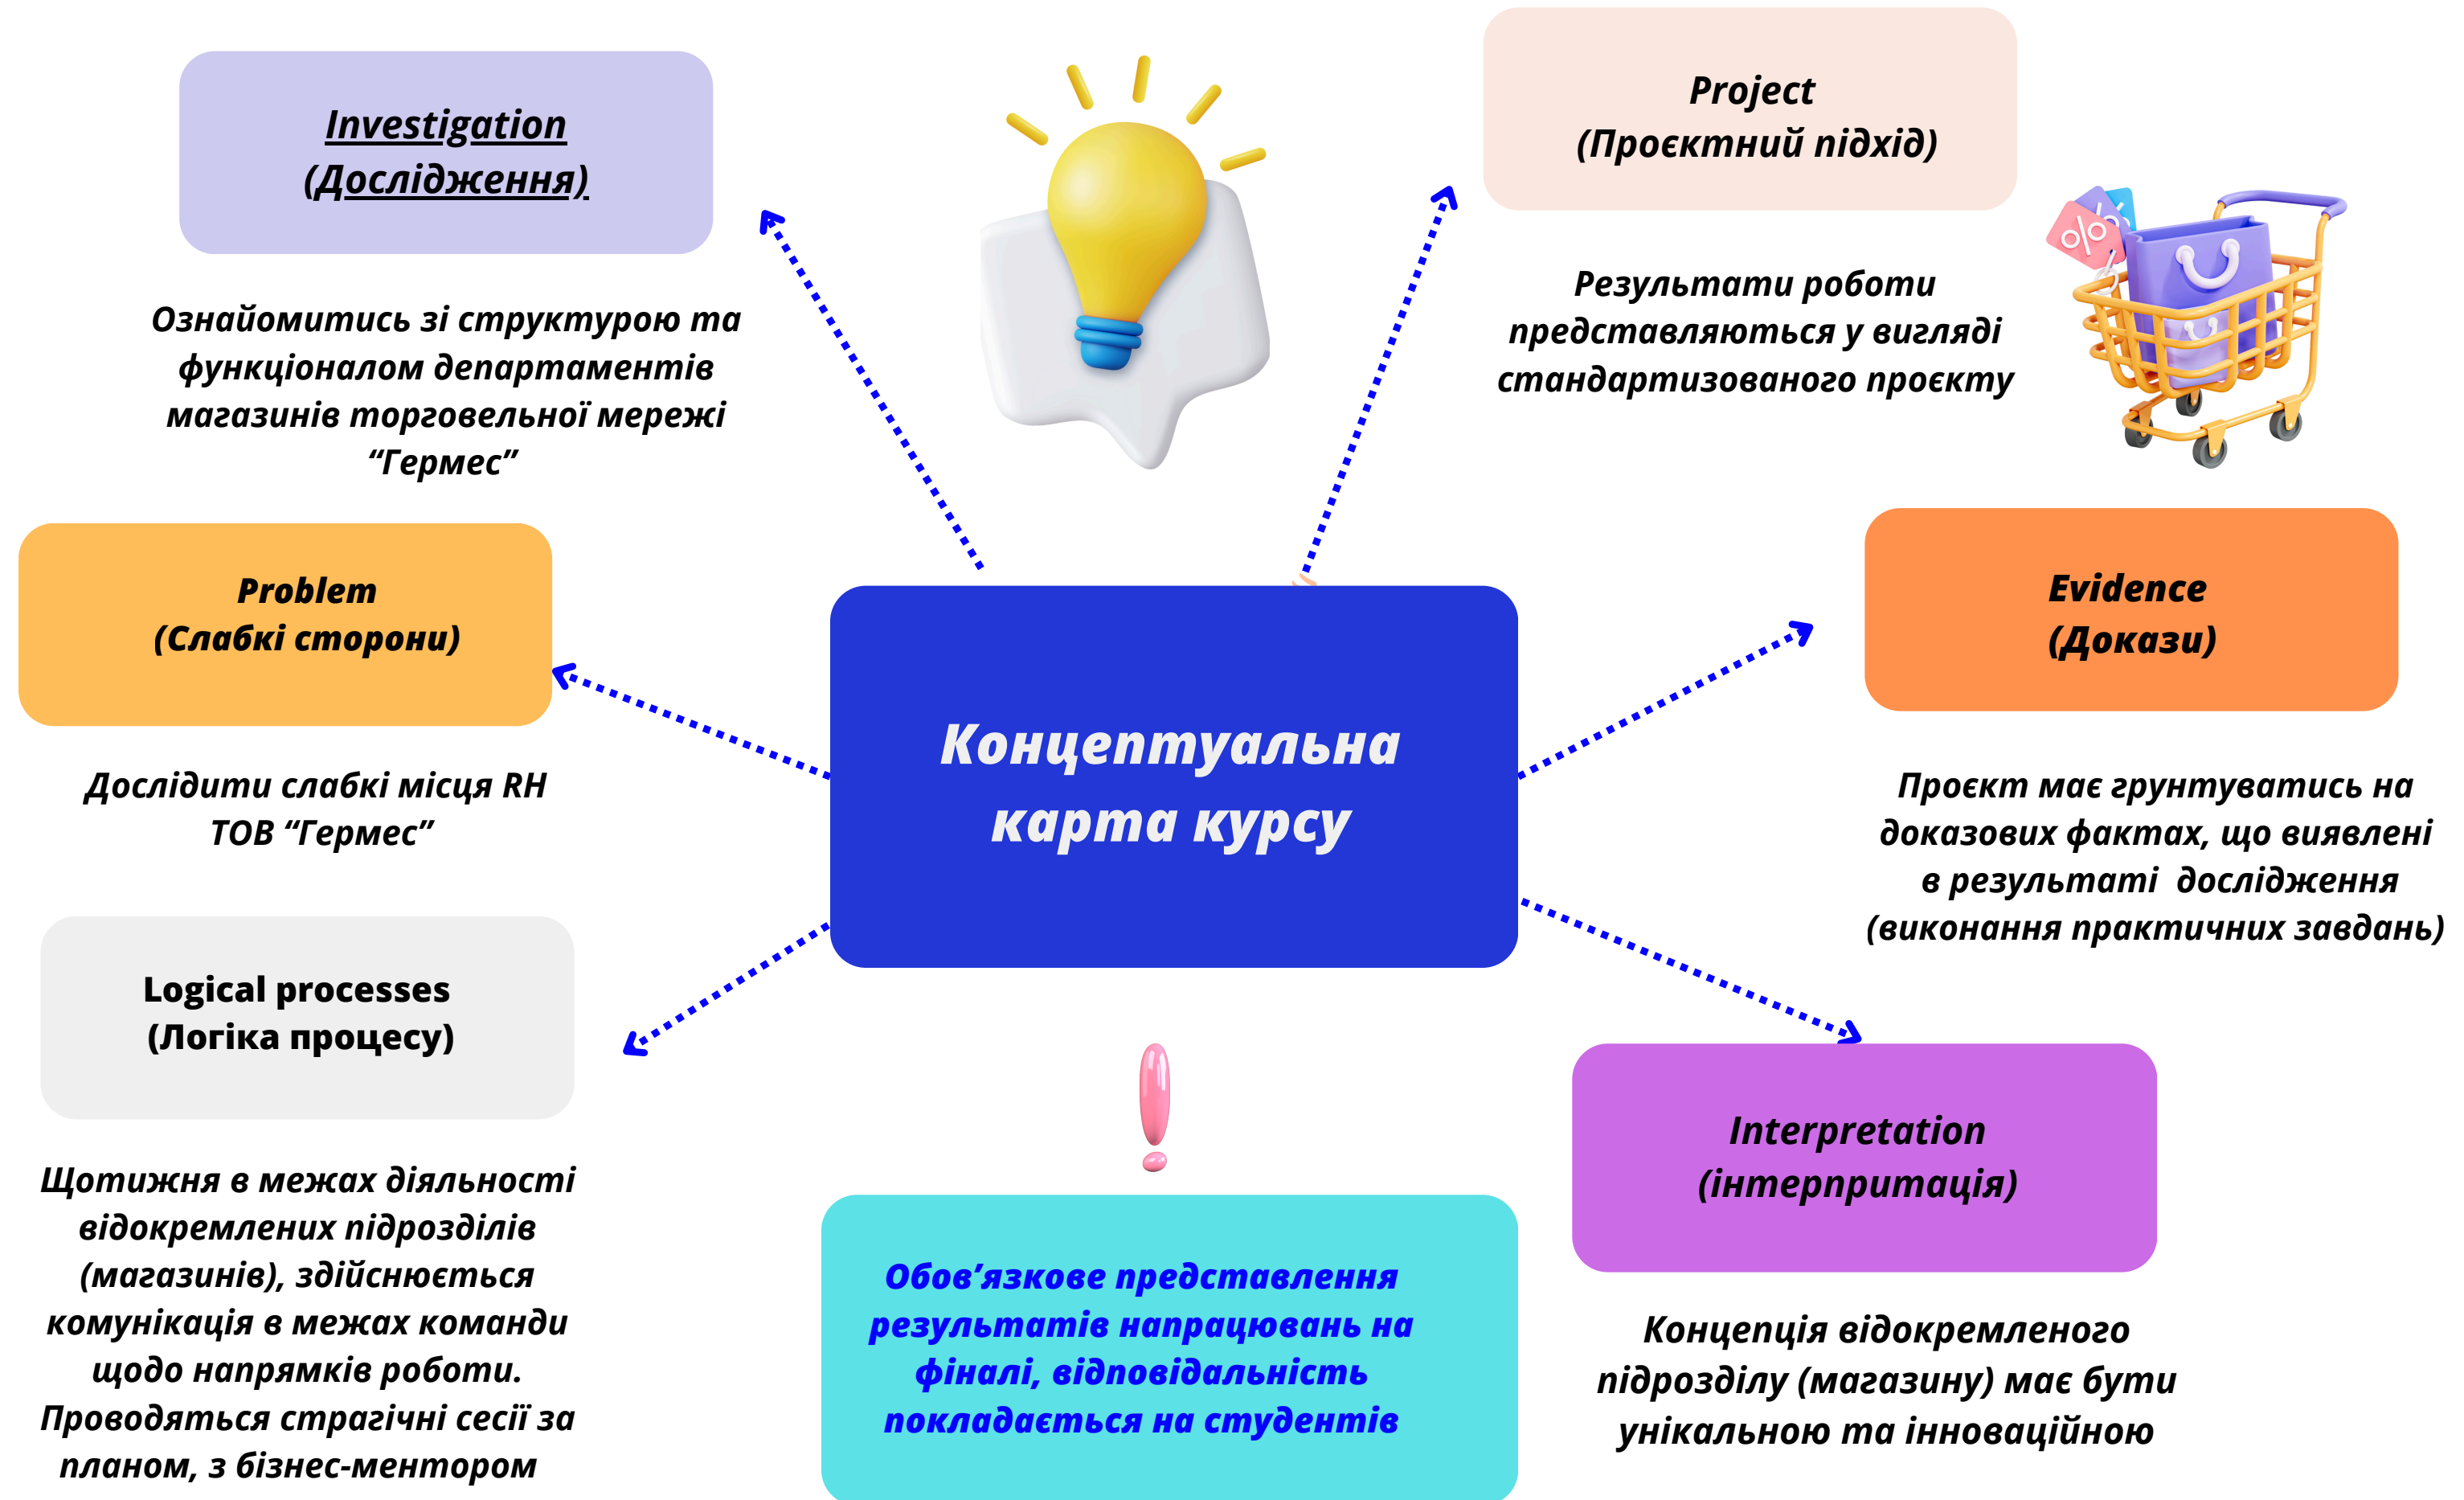 Investigation
(Дослідження)
Ознайомитись зі структурою та
функціоналом департаментів
магазинів торговельної мережі
“Гермес”
Project
(Проєктний підхід)
Результати роботи
представляються у вигляді
стандартизованого проєкту
Problem
(Слабкі сторони)
Дослідити слабкі місця RH
ТОВ “Гермес”
Концептуальна
карта курсу
Evidence
(Докази)
Проєкт має грунтуватись на
доказових фактах, що виявлені
в результаті дослідження
(виконання практичних завдань)
Logical processes
(Логіка процесу)
Щотижня в межах діяльності
відокремлених підрозділів
(магазинів), здійснюється
комунікація в межах команди
щодо напрямків роботи.
Проводяться страгічні сесії за
планом, з бізнес-ментором
!
Обов’язкове представлення
результатів напрацювань на
фіналі, відповідальність
покладається на студентів
Interpretation
(інтерпритація)
Концепція відокремленого
підрозділу (магазину) має бути
унікальною та інноваційною